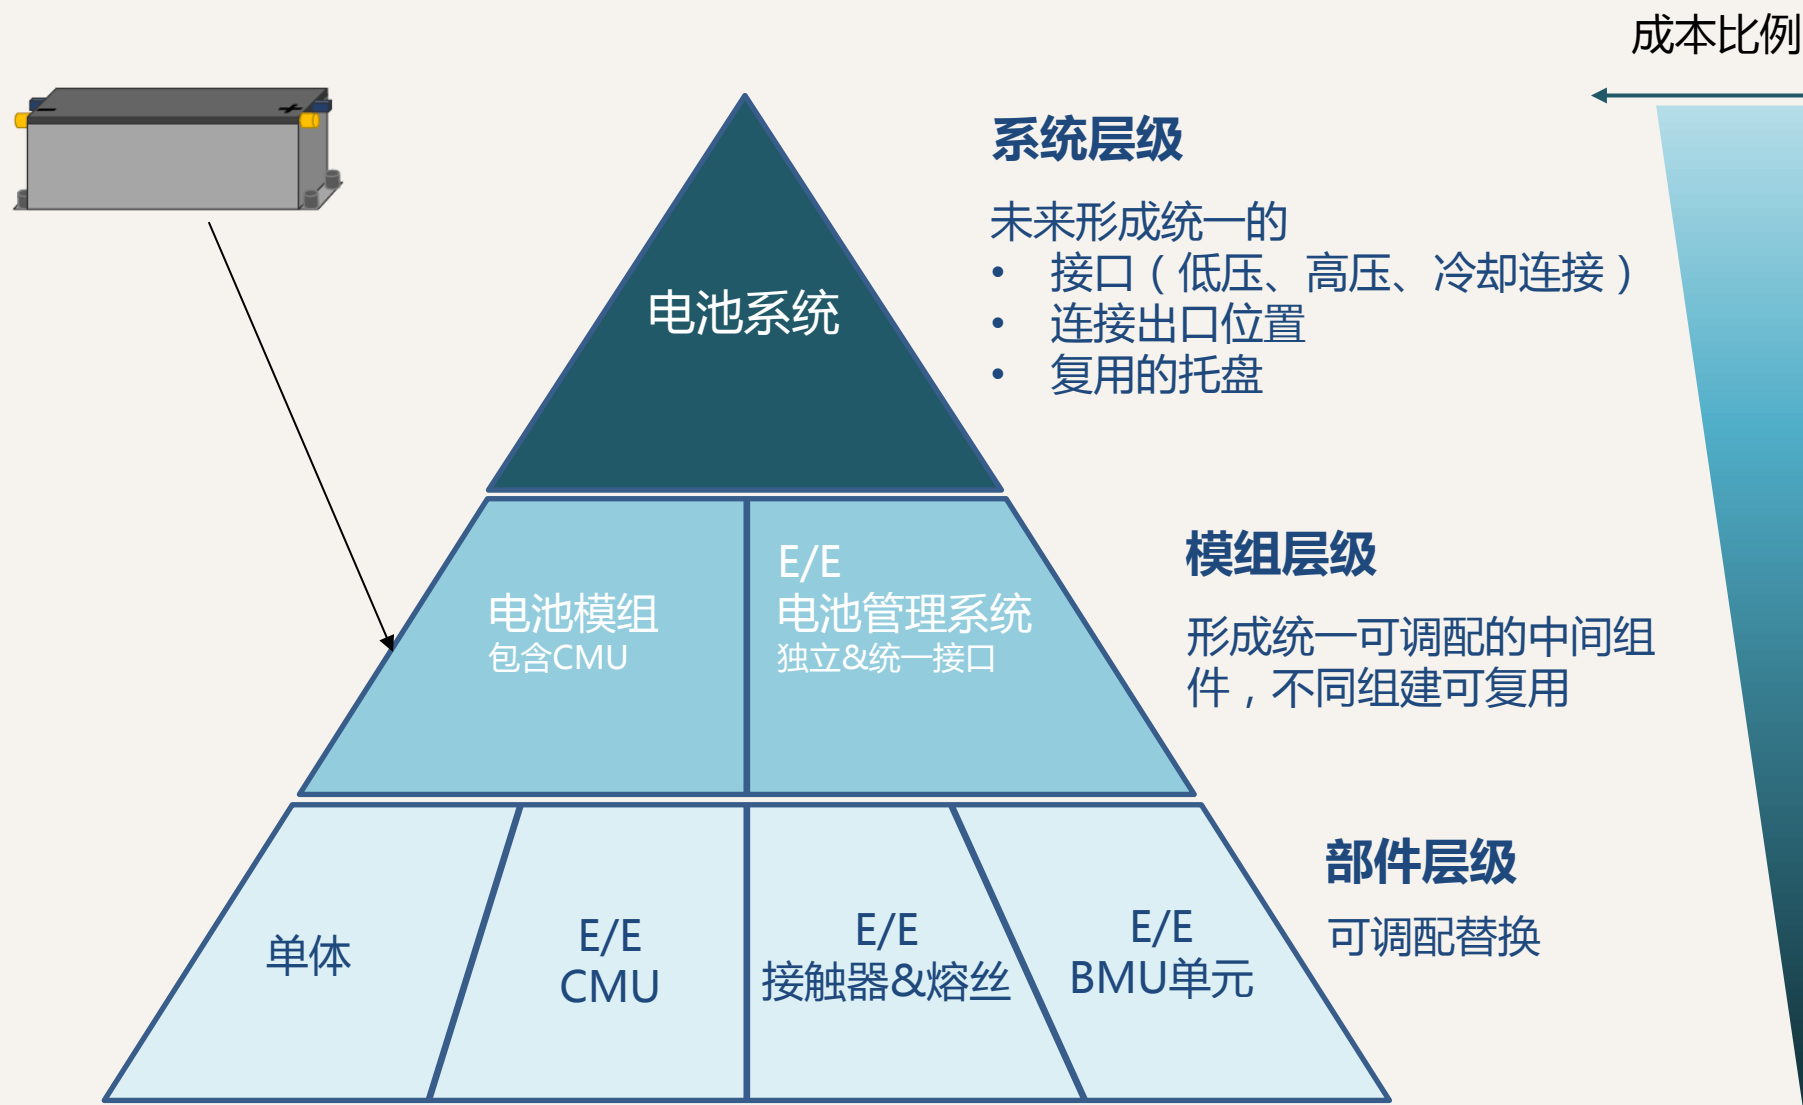 成本比例
- +
系统层级
未来形成统一的
• 接口（低压、高压、冷却连接）
• 连接出口位置
• 复用的托盘
电池系统
模组层级
形成统一可调配的中间组
件，不同组建可复用
电池模组
包含CMU
E/E
电池管理系统
独立&统一接口
部件层级
可调配替换
单体
E/E
CMU
E/E
接触器&熔丝
E/E
BMU单元